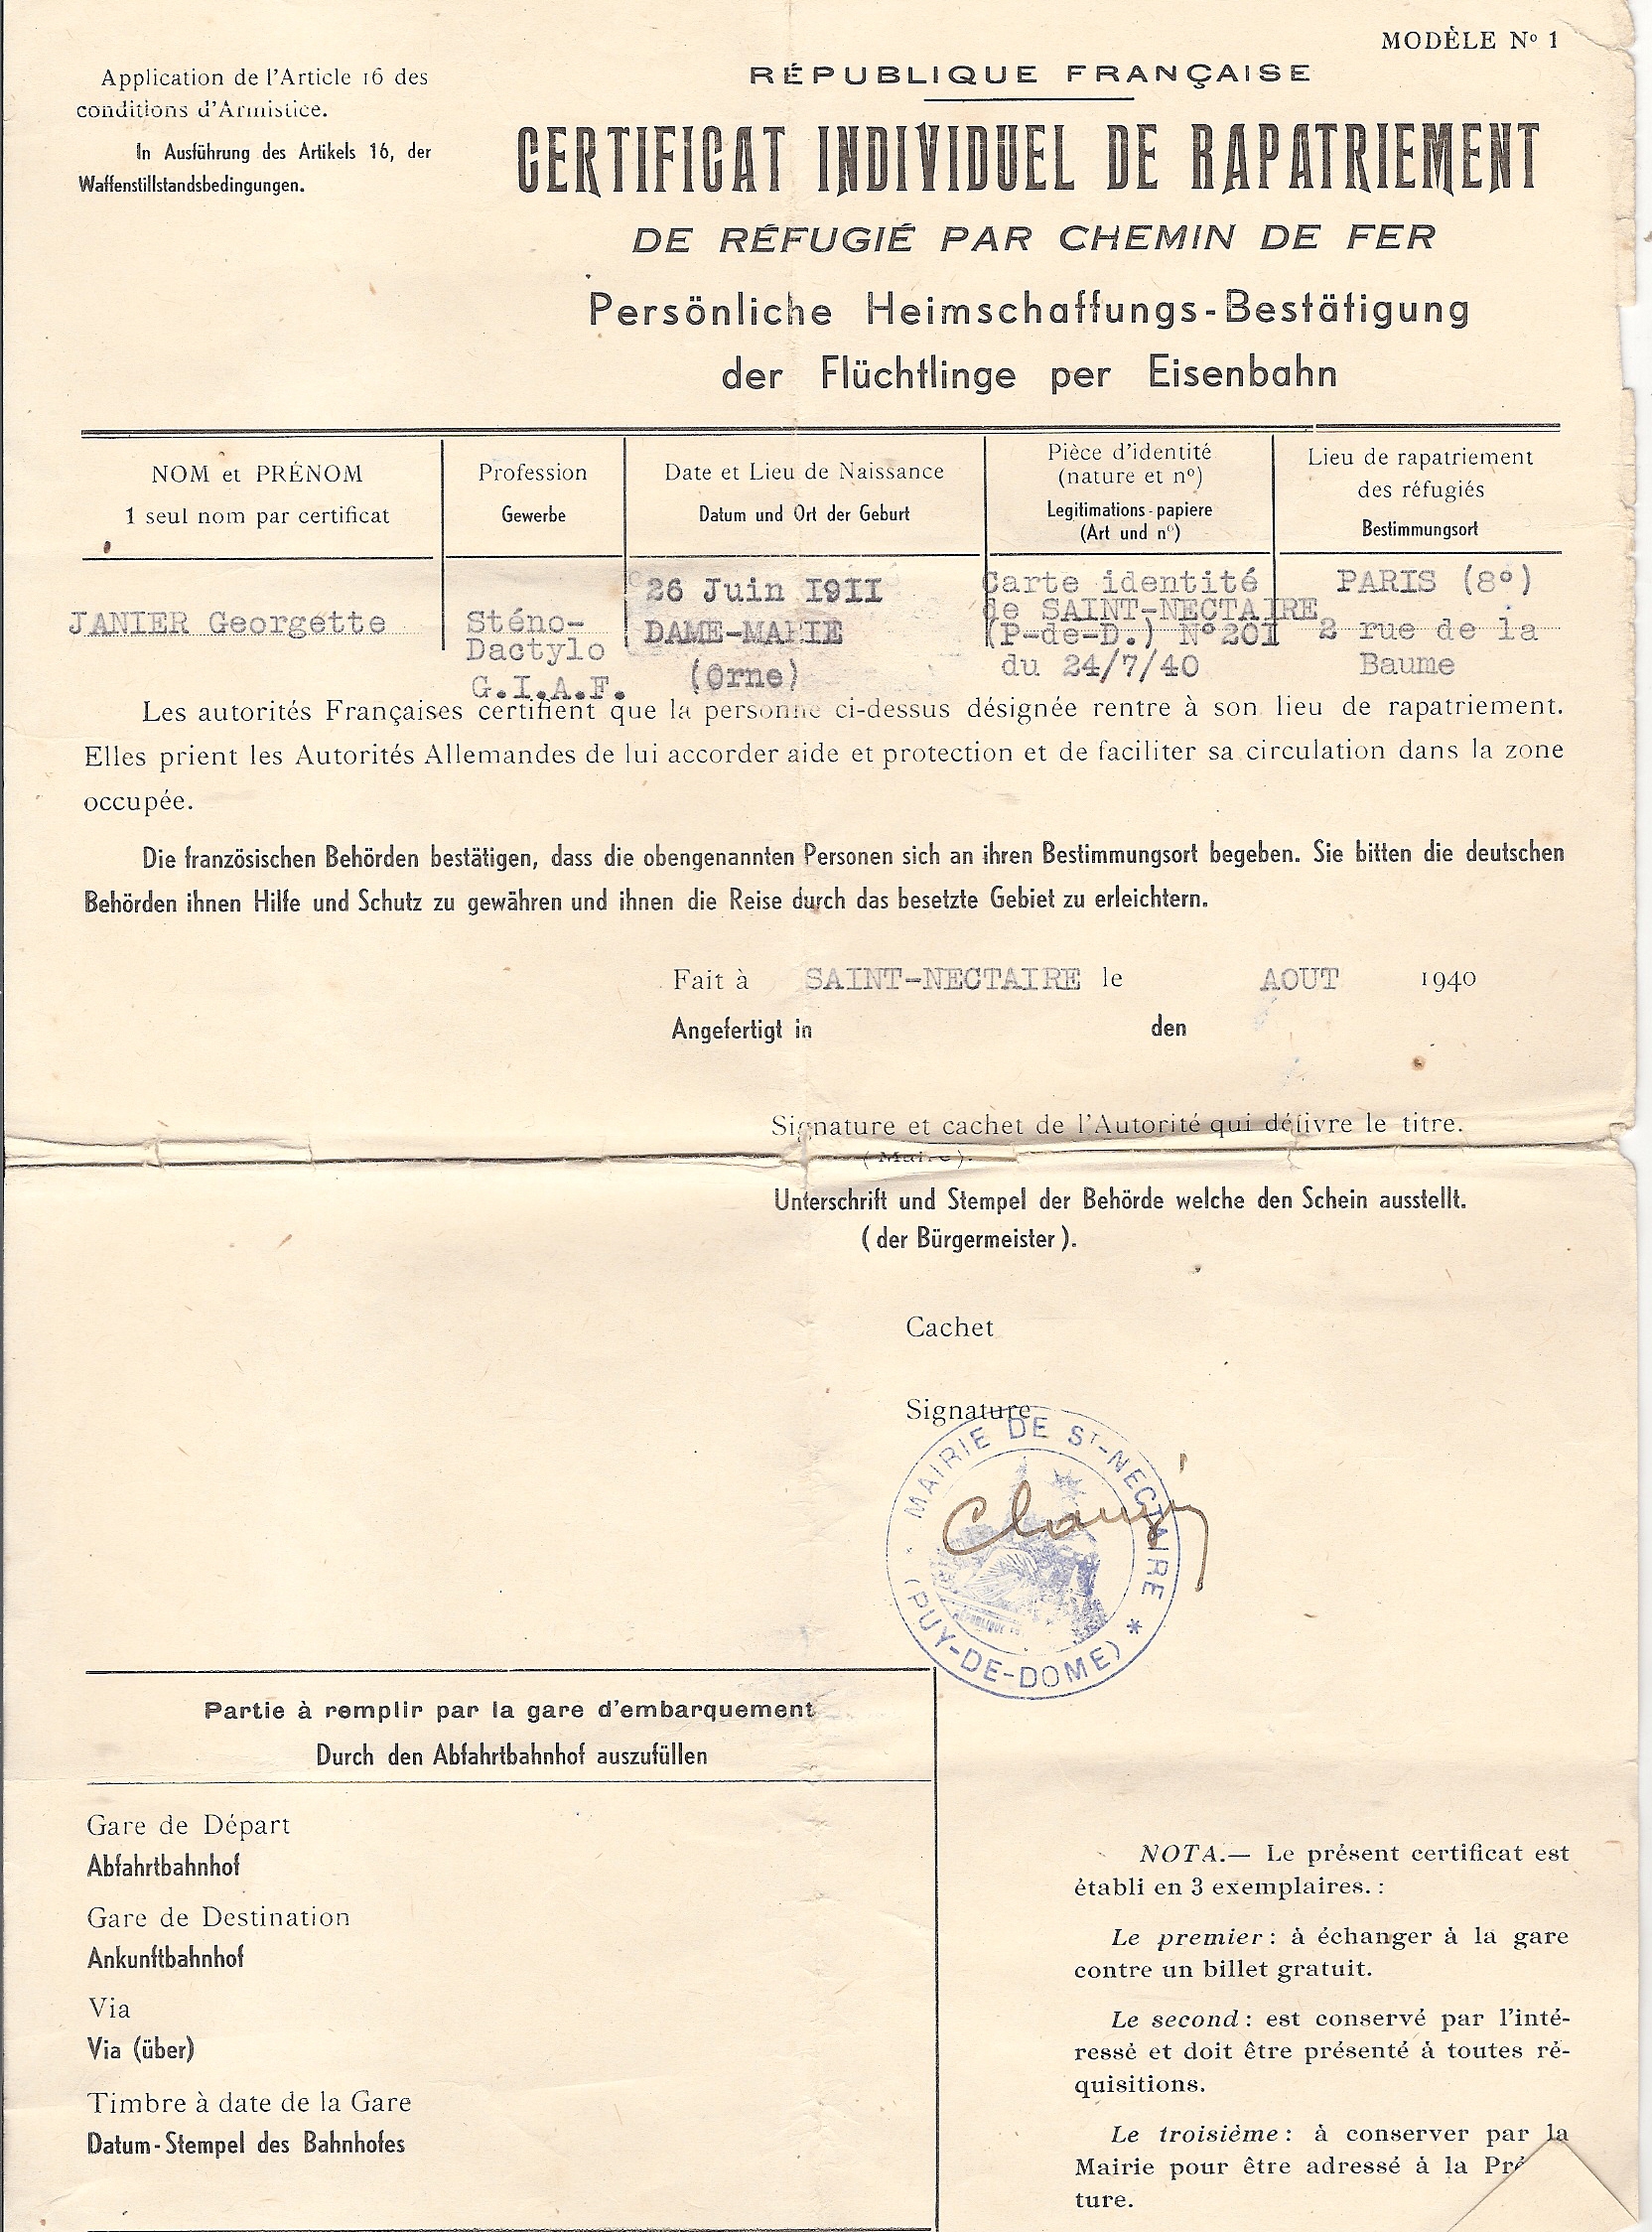 MODÈLE Nº 1
Application de l'Article 16 des
conditions d'Armistice.
In Ausführung des Artikels 16, der
Waffenstillstandsbedingungen.
RÉPUBLIQUE FRANÇAISE
CERTIFICAT INDIVIDUEL DE RAPATRIEMENT
DE RÉFUGIÉ PAR CHEMIN DE FER
Persönliche Heimschaffungs-Bestätigung
der Flüchtlinge per Eisenbahn
NOM et PRÉNOM
1 seul nom par certificat
Profession
Gewerbe
Date et Lieu de Naissance
Datum und Ort der Geburt
Pièce d'identité
(nature et nº)
Legitimations-papiere
(Art und nº)
Lieu de rapatriement
des réfugiés
Bestimmungsort
JANIER Georgette
Sténo-
Dactylo
G.I.A.F.
26 Juin 1911
DAME-MARIE
(Orne)
Carte identité
de SAINT-NECTAIRE
(P-de-D.) Nº201
du 24/7/40
PARIS (8º)
2 rue de la
Baume
Les autorités Françaises certifient que la personne ci-dessus désignée rentre à son lieu de rapatriement.
Elles prient les Autorités Allemandes de lui accorder aide et protection et de faciliter sa circulation dans la zone
occupée.
Die französischen Behörden bestätigen, dass die obengenannten Personen sich an ihren Bestimmungsort begeben. Sie bitten die deutschen
Behörden ihnen Hilfe und Schutz zu gewähren und ihnen die Reise durch das besetzte Gebiet zu erleichtern.
Fait à SAINT-NECTAIRE le AOUT 1940
Angefertigt in den
Signature et cachet de l'Autorité qui délivre le titre.
(Maire).
Unterschrift und Stempel der Behörde welche den Schein ausstellt.
(der Bürgermeister).
Cachet
Signature
MAIRIE DE ST-NECTAIRE
(PUY-DE-DOME) *
Partie à remplir par la gare d'embarquement
Durch den Abfahrtbahnhof auszufüllen
Gare de Départ
Abfahrtbahnhof
Gare de Destination
Ankunftbahnhof
Via
Via (über)
Timbre à date de la Gare
Datum-Stempel des Bahnhofes
NOTA.— Le présent certificat est
établi en 3 exemplaires. :
Le premier : à échanger à la gare
contre un billet gratuit.
Le second : est conservé par l'inté-
ressé et doit être présenté à toutes ré-
quisitions.
Le troisième : à conserver par la
Mairie pour être adressé à la Pré
ture.